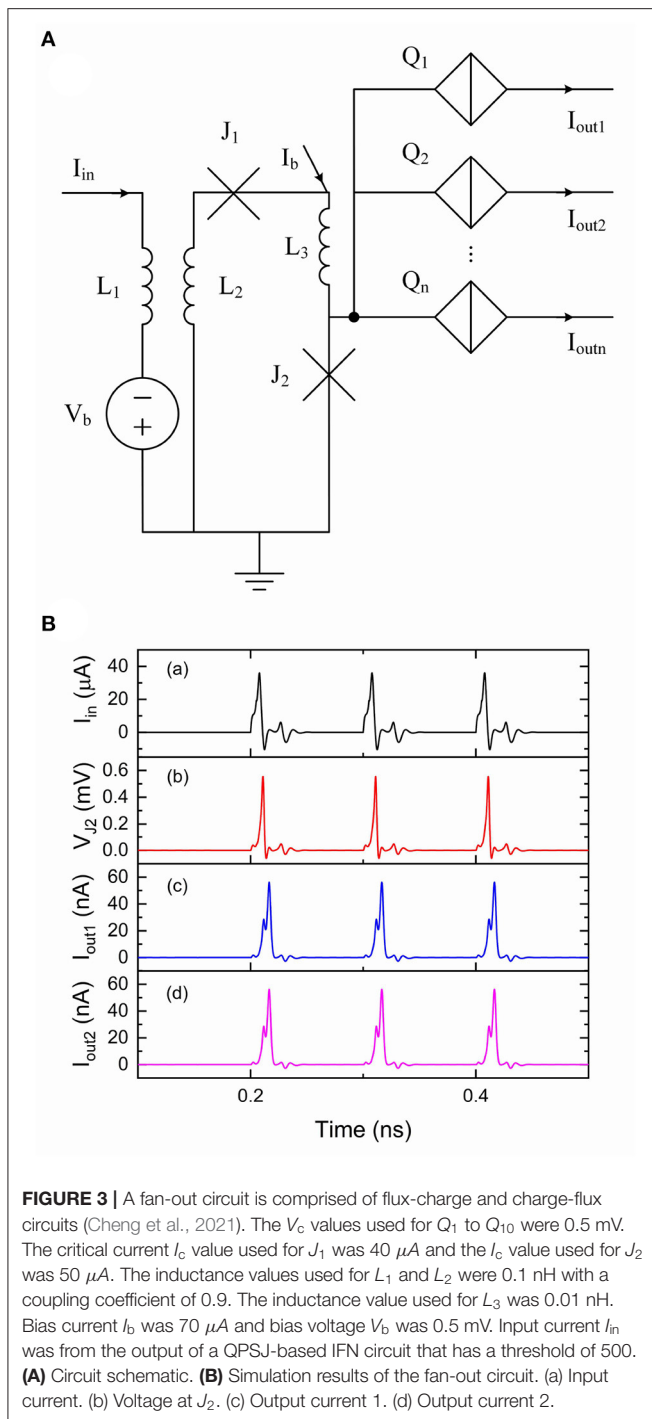 A
Q1
Iout1
J1
Iin
Ib
Q2
Iout2
L3
⋮
L1
L2
Qn
Ioutn
J2
Vb
−
+
B
Iin (μA)
40
20
0
(a)
VJ2 (mV)
0.6
0.4
0.2
0.0
(b)
Iout1 (nA)
60
40
20
0
(c)
Iout2 (nA)
60
40
20
0
(d)
0.2
0.4
Time (ns)
FIGURE 3 | A fan-out circuit is comprised of flux-charge and charge-flux
circuits (Cheng et al., 2021). The Vc values used for Q1 to Q10 were 0.5 mV.
The critical current Ic value used for J1 was 40 μA and the Ic value used for J2
was 50 μA. The inductance values used for L1 and L2 were 0.1 nH with a
coupling coefficient of 0.9. The inductance value used for L3 was 0.01 nH.
Bias current Ib was 70 μA and bias voltage Vb was 0.5 mV. Input current Iin
was from the output of a QPSJ-based IFN circuit that has a threshold of 500.
(A) Circuit schematic. (B) Simulation results of the fan-out circuit. (a) Input
current. (b) Voltage at J2. (c) Output current 1. (d) Output current 2.